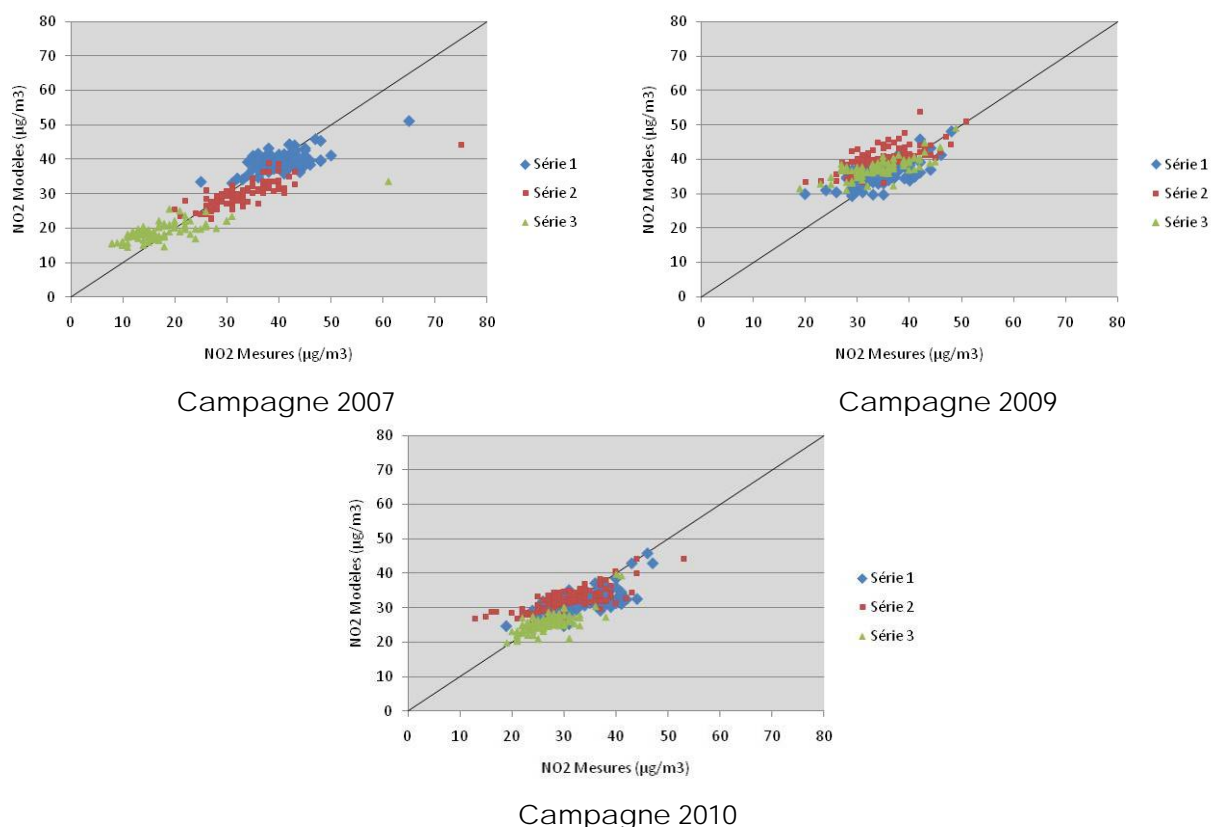 NO2 Modèles (µg/m3)
80
70
60
50
40
30
20
10
0
0 10 20 30 40 50 60 70 80
NO2 Mesures (µg/m3)
Série 1
Série 2
Série 3
Campagne 2007
NO2 Modèles (µg/m3)
80
70
60
50
40
30
20
10
0
0 10 20 30 40 50 60 70 80
NO2 Mesures (µg/m3)
Série 1
Série 2
Série 3
Campagne 2009
NO2 Modèles (µg/m3)
80
70
60
50
40
30
20
10
0
0 10 20 30 40 50 60 70 80
NO2 Mesures (µg/m3)
Série 1
Série 2
Série 3
Campagne 2010